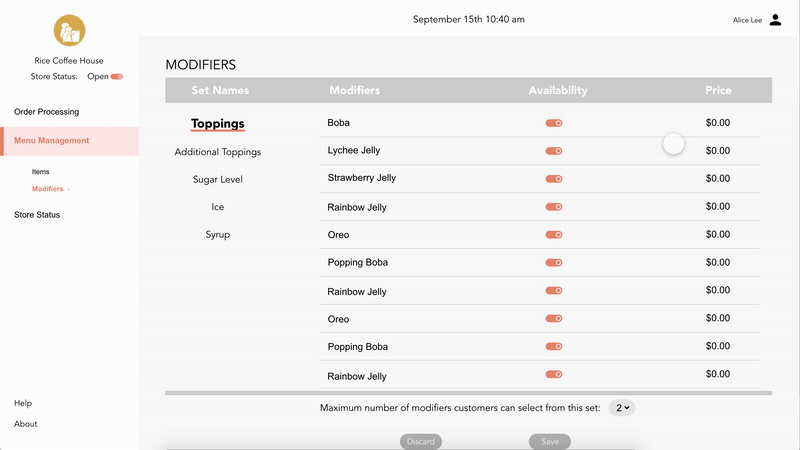 September 15th 10:40 am
Alice Lee
Rice Coffee House
Store Status: Open
Order Processing
Menu Management
Items
Modifiers ›
Store Status
Help
About
MODIFIERS
Set Names Modifiers Availability Price
Toppings
Additional Toppings
Sugar Level
Ice
Syrup
Boba $0.00
Lychee Jelly $0.00
Strawberry Jelly $0.00
Rainbow Jelly $0.00
Oreo $0.00
Popping Boba $0.00
Rainbow Jelly $0.00
Oreo $0.00
Popping Boba $0.00
Rainbow Jelly $0.00
Maximum number of modifiers customers can select from this set: 2
Discard Save